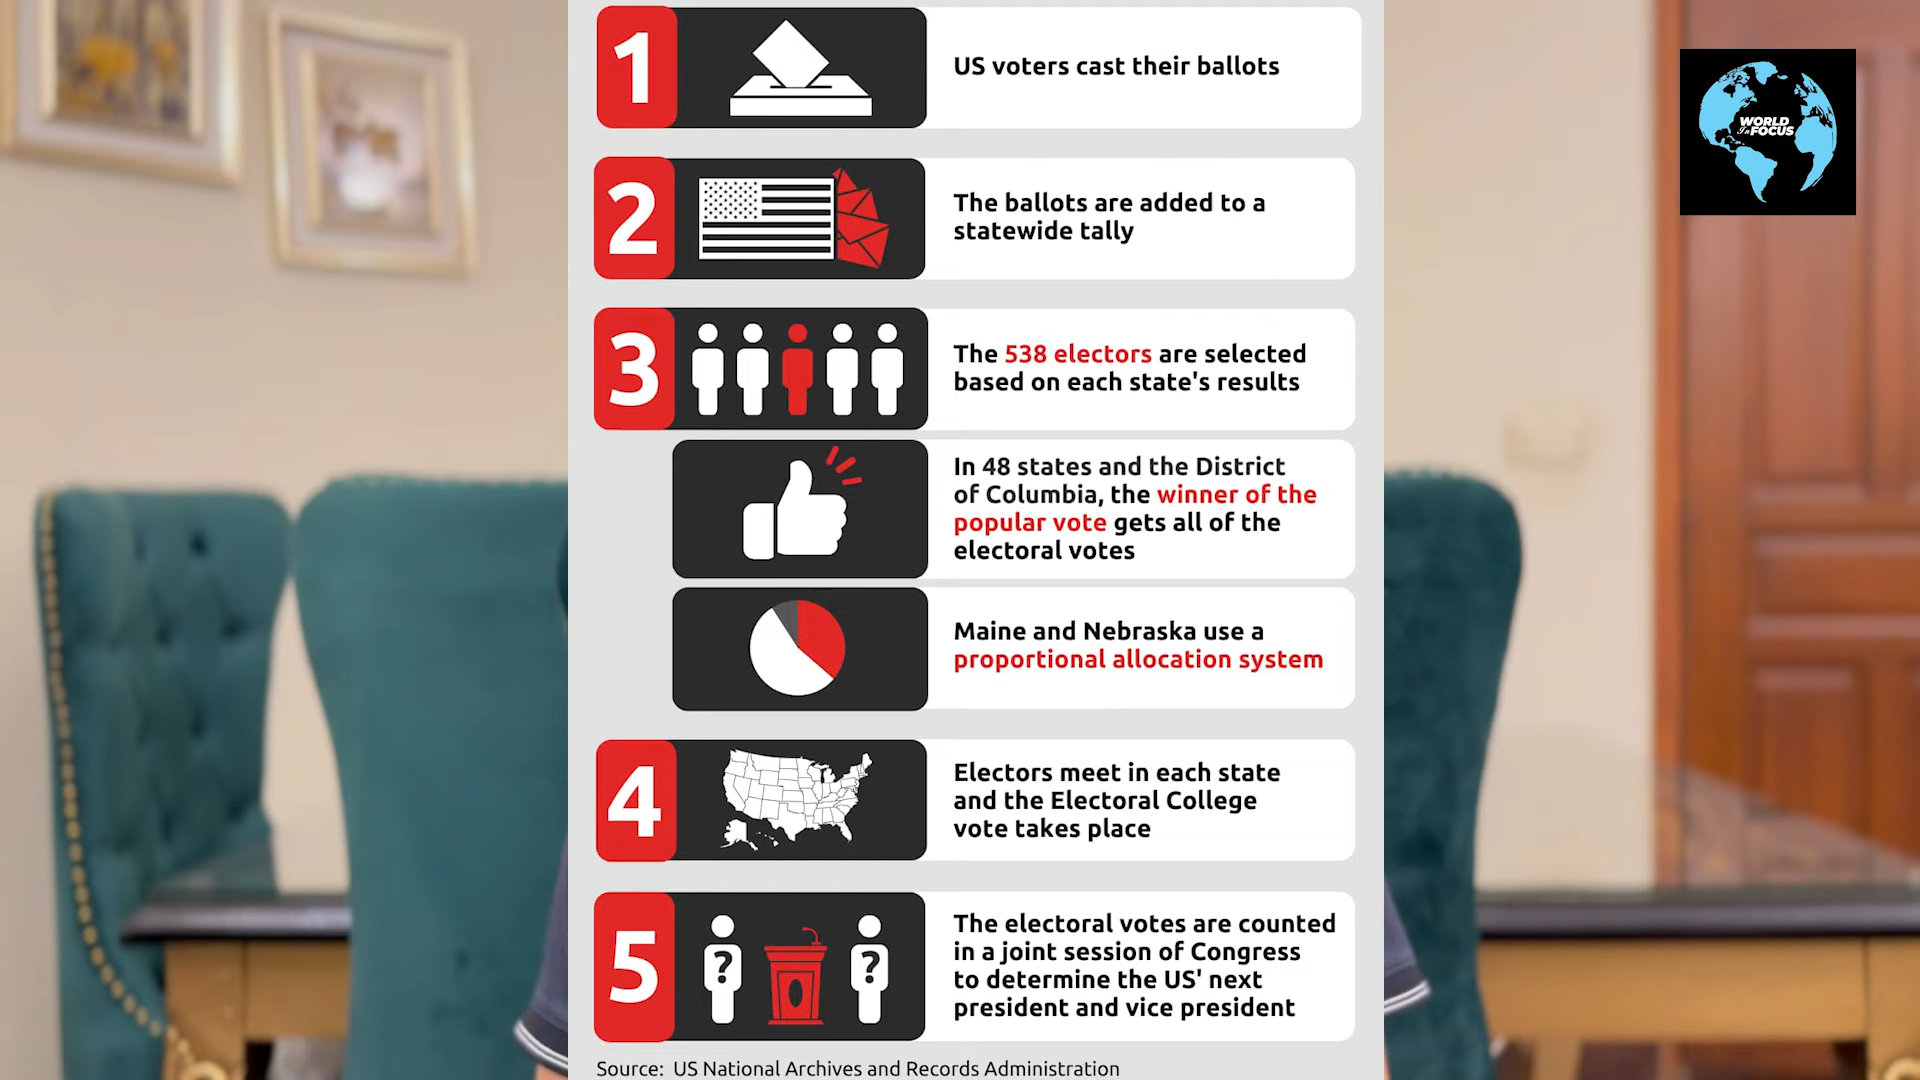 1
US voters cast their ballots
2
The ballots are added to a
statewide tally
3
The 538 electors are selected
based on each state's results
In 48 states and the District
of Columbia, the winner of the
popular vote gets all of the
electoral votes
Maine and Nebraska use a
proportional allocation system
4
Electors meet in each state
and the Electoral College
vote takes place
5
? ?
The electoral votes are counted
in a joint session of Congress
to determine the US' next
president and vice president
Source: US National Archives and Records Administration
WORLD
In FOCUS